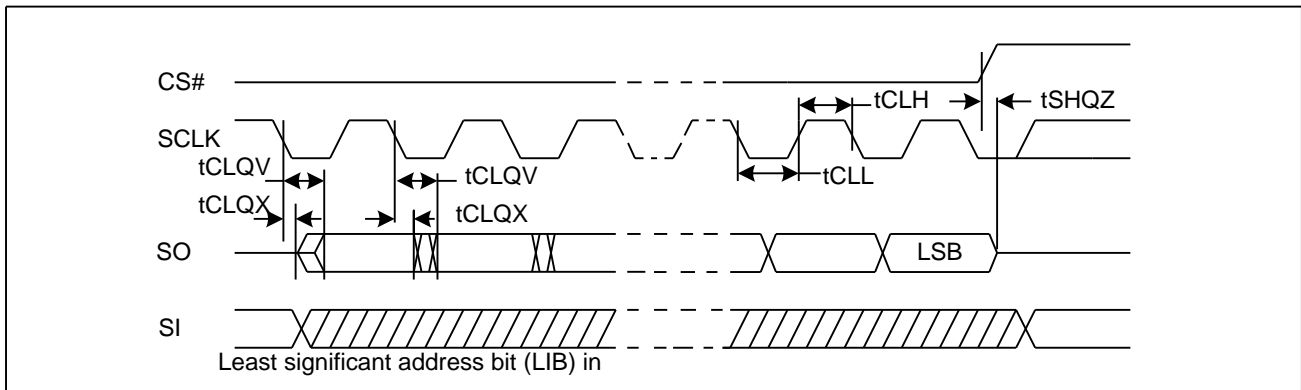 CS#
tCLH
tSHQZ
SCLK
tCLQV
tCLQV
tCLL
tCLQX
tCLQX
SO
LSB
SI
Least significant address bit (LIB) in